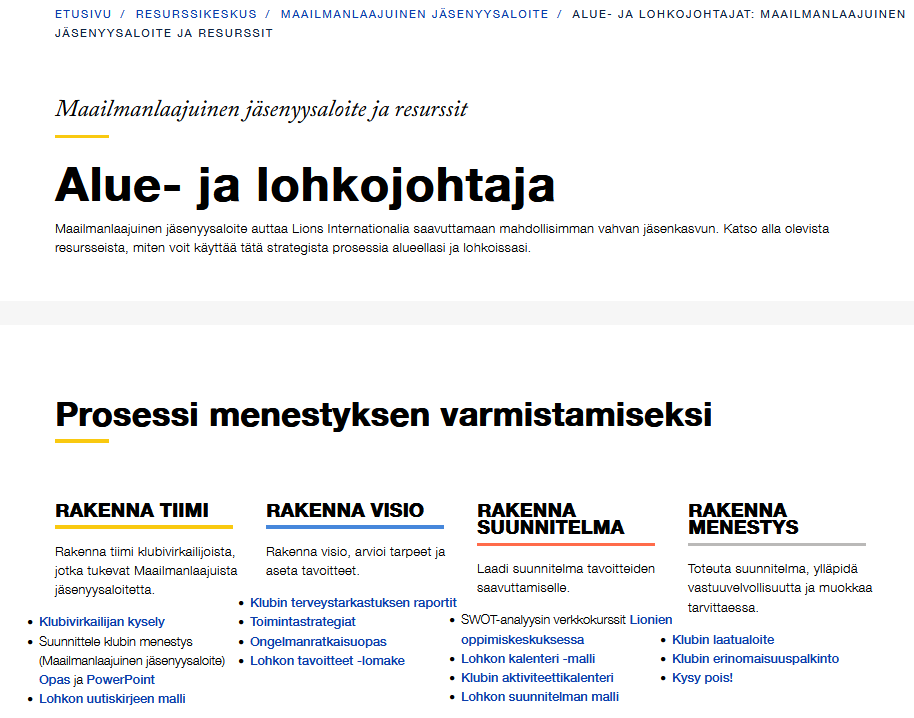 ETUSIVU / RESURSSIKESKUS / MAAILMANLAAJUINEN JÄSENYYSALOITE / ALUE- JA LOHKOJOHTAJAT: MAAILMANLAAJUINEN
JÄSENYYSALOITE JA RESURSSIT
Maailmanlaajuinen jäsenyysaloite ja resurssit
Alue- ja lohkojohtaja
Maailmanlaajuinen jäsenyysaloite auttaa Lions Internationalia saavuttamaan mahdollisimman vahvan jäsenkasvun. Katso alla olevista
resursseista, miten voit käyttää tätä strategista prosessia alueellasi ja lohkoissasi.
Prosessi menestyksen varmistamiseksi
RAKENNA TIIMI
Rakenna tiimi klubivirkailijoista,
jotka tukevat Maailmanlaajuista
jäsenyysaloitetta.
• Klubivirkailijan kysely
• Suunnittele klubin menestys
(Maailmanlaajuinen jäsenyysaloite)
Opas ja PowerPoint
• Lohkon uutiskirjeen malli
RAKENNA VISIO
Rakenna visio, arvioi tarpeet ja
aseta tavoitteet.
• Klubin terveystarkastuksen raportit
• Toimintastrategiat
• Ongelmanratkaisuopas
• Lohkon tavoitteet -lomake
RAKENNA
SUUNNITELMA
Laadi suunnitelma tavoitteiden
saavuttamiselle.
• SWOT-analyysin verkkokurssit Lionien
oppimiskeskuksessa
• Lohkon kalenteri -malli
• Klubin aktiviteettikalenteri
• Lohkon suunnitelman malli
RAKENNA
MENESTYS
Toteuta suunnitelma, ylläpidä
vastuuvelvollisuutta ja muokkaa
tarvittaessa.
• Klubin laatualoite
• Klubin erinomaisuuspalkinto
• Kysy pois!